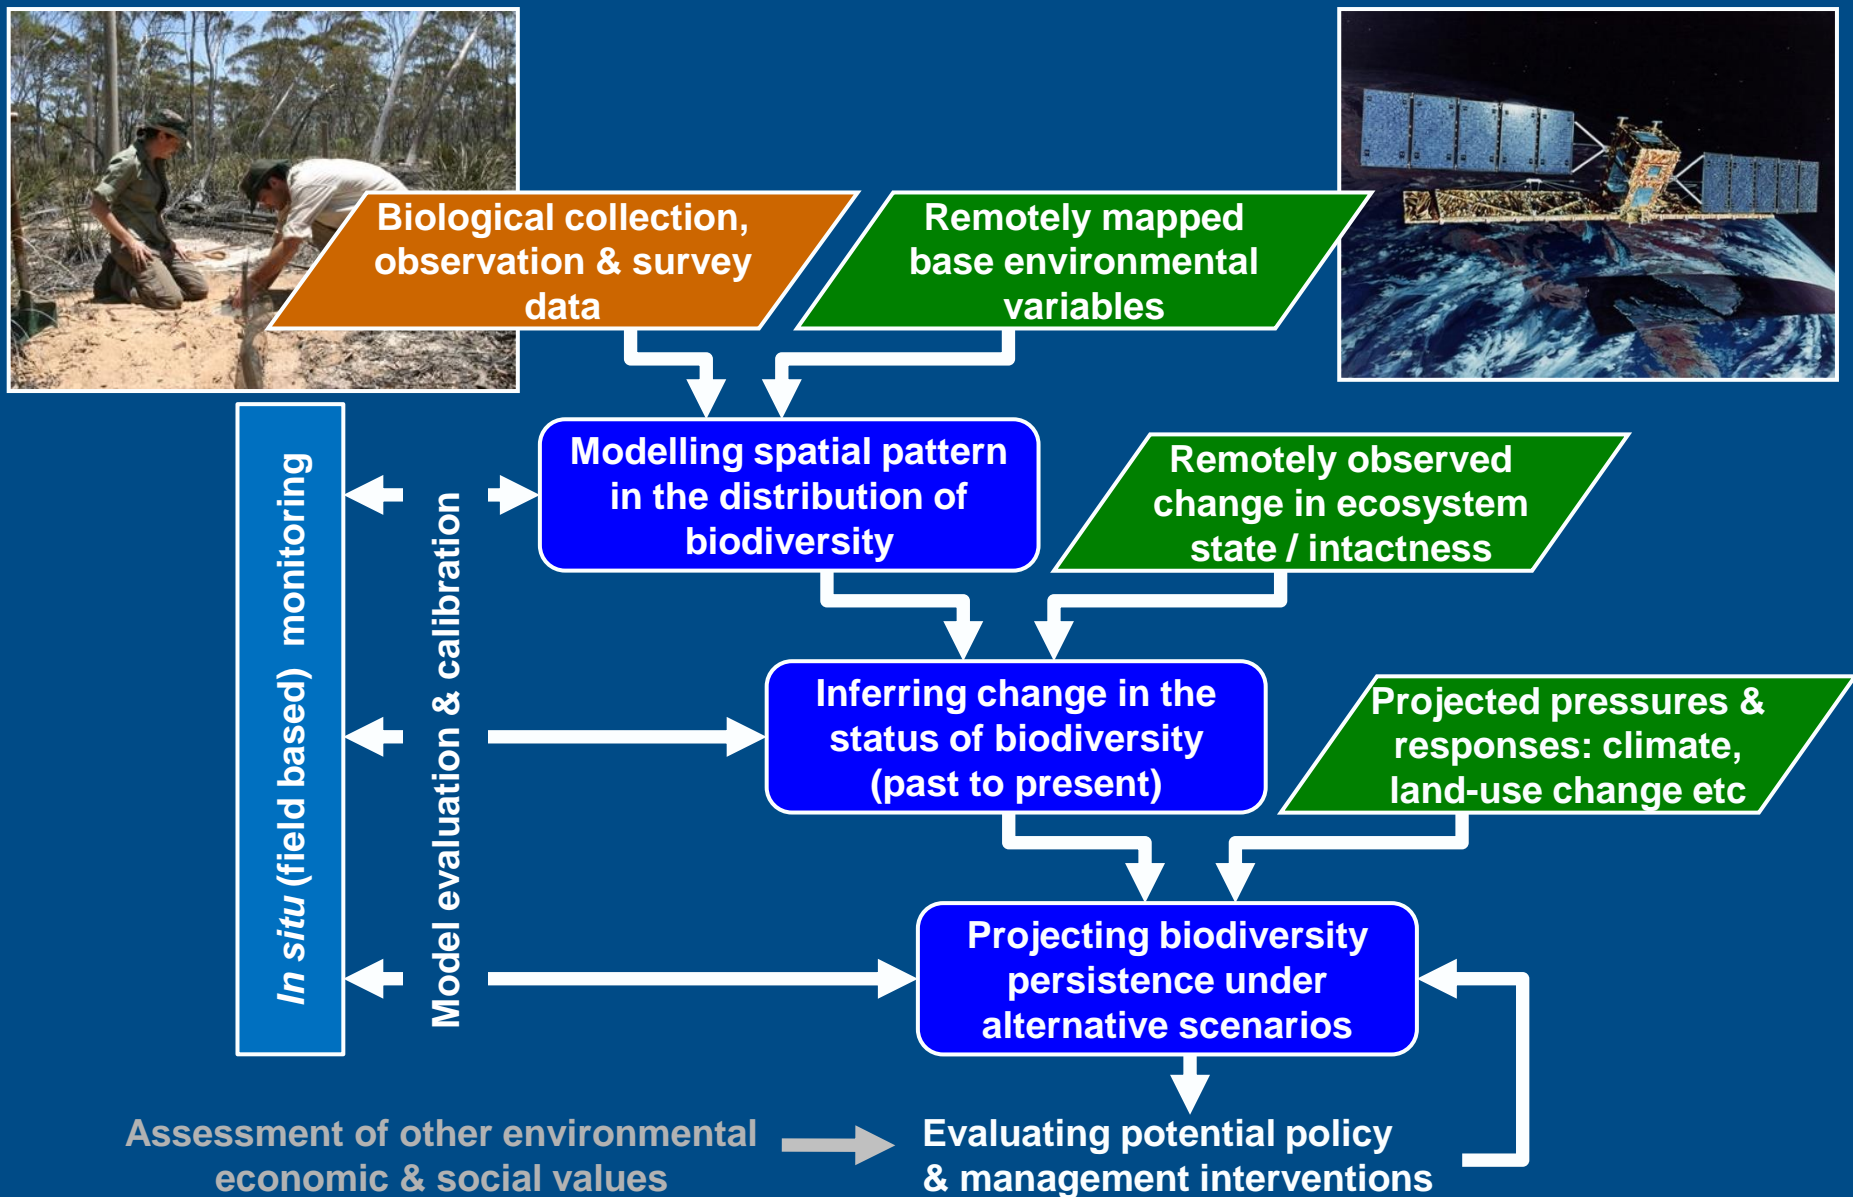 Biological collection,
observation & survey
data
Remotely mapped
base environmental
variables
Modelling spatial pattern
in the distribution of
biodiversity
Remotely observed
change in ecosystem
state / intactness
In situ (field based) monitoring
Model evaluation & calibration
Inferring change in the
status of biodiversity
(past to present)
Projected pressures &
responses: climate,
land-use change etc
Projecting biodiversity
persistence under
alternative scenarios
Assessment of other environmental
economic & social values
Evaluating potential policy
& management interventions